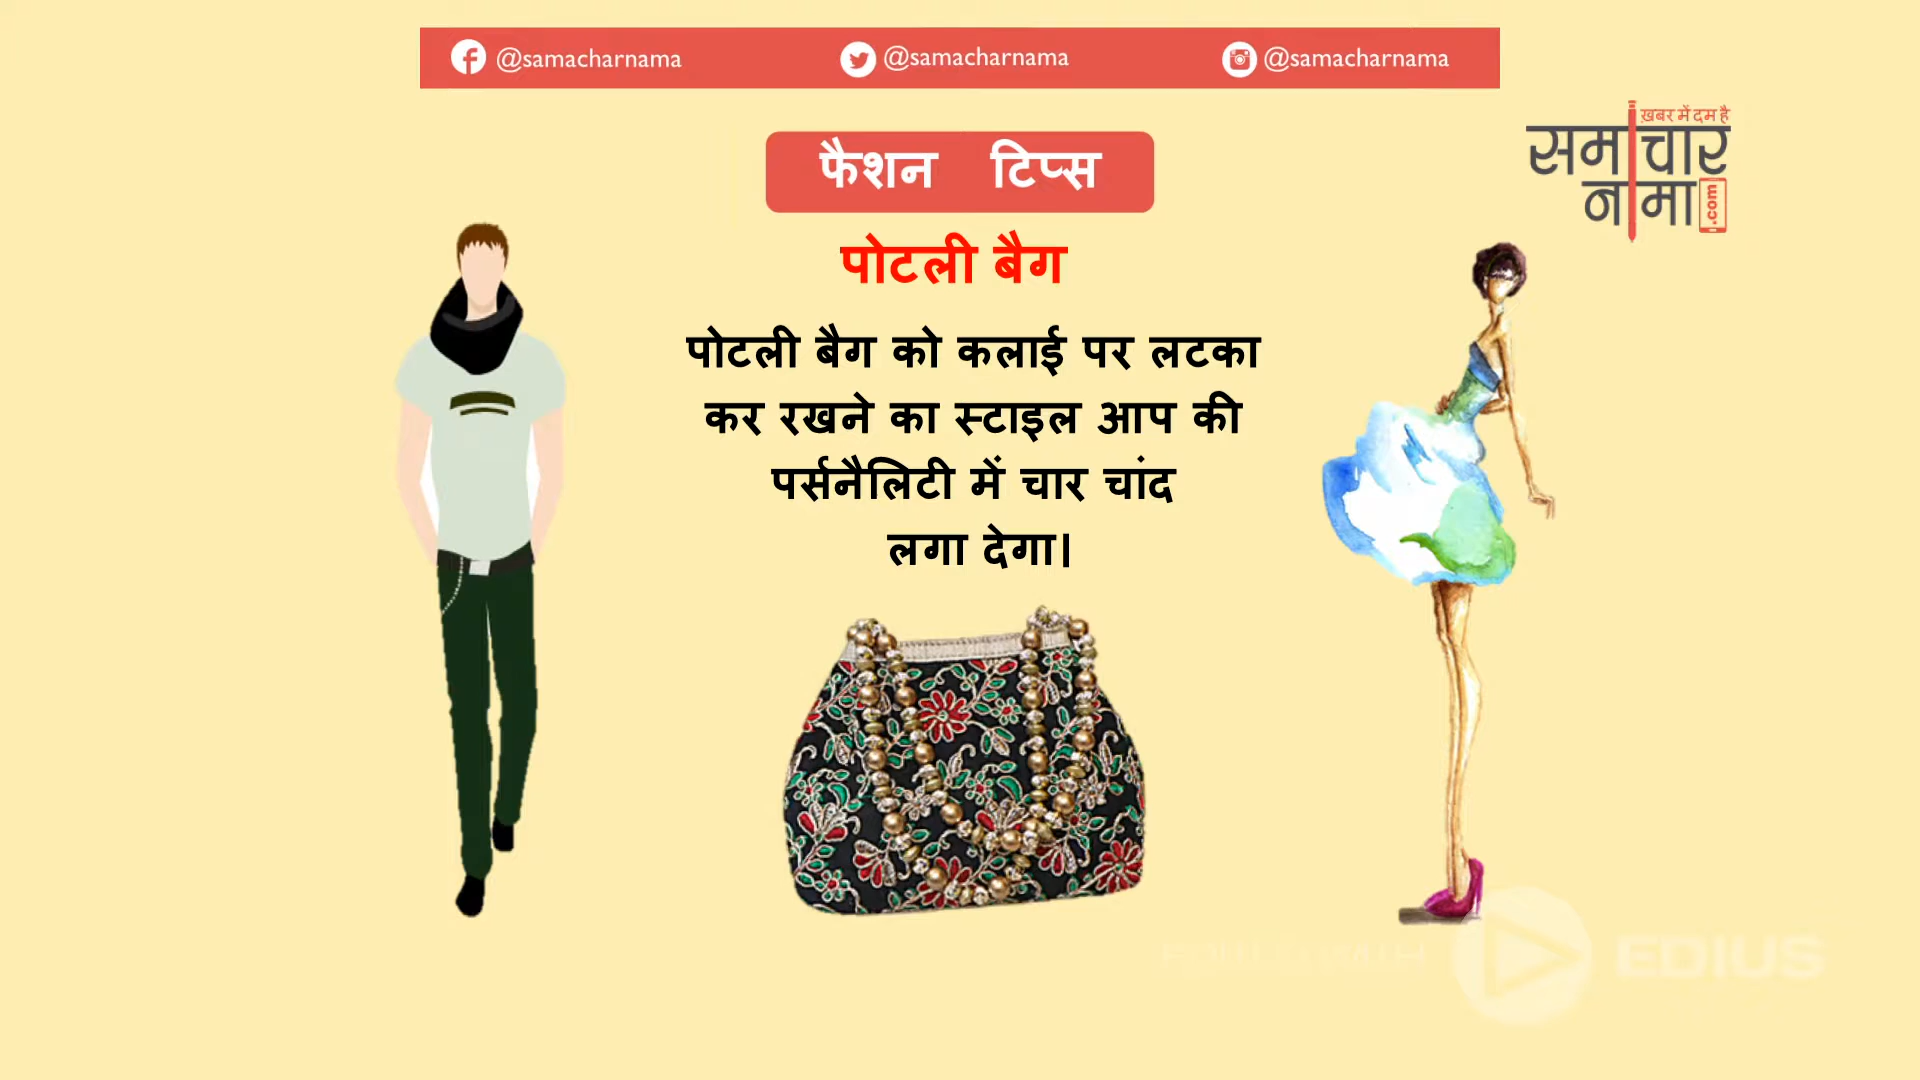 @samacharnama @samacharnama @samacharnama
ख़बर में दम है
समाचार
नामा
.com
फैशन टिप्स
पोटली बैग
पोटली बैग को कलाई पर लटका
कर रखने का स्टाइल आप की
पर्सनैलिटी में चार चांद
लगा देगा।
EDIUS